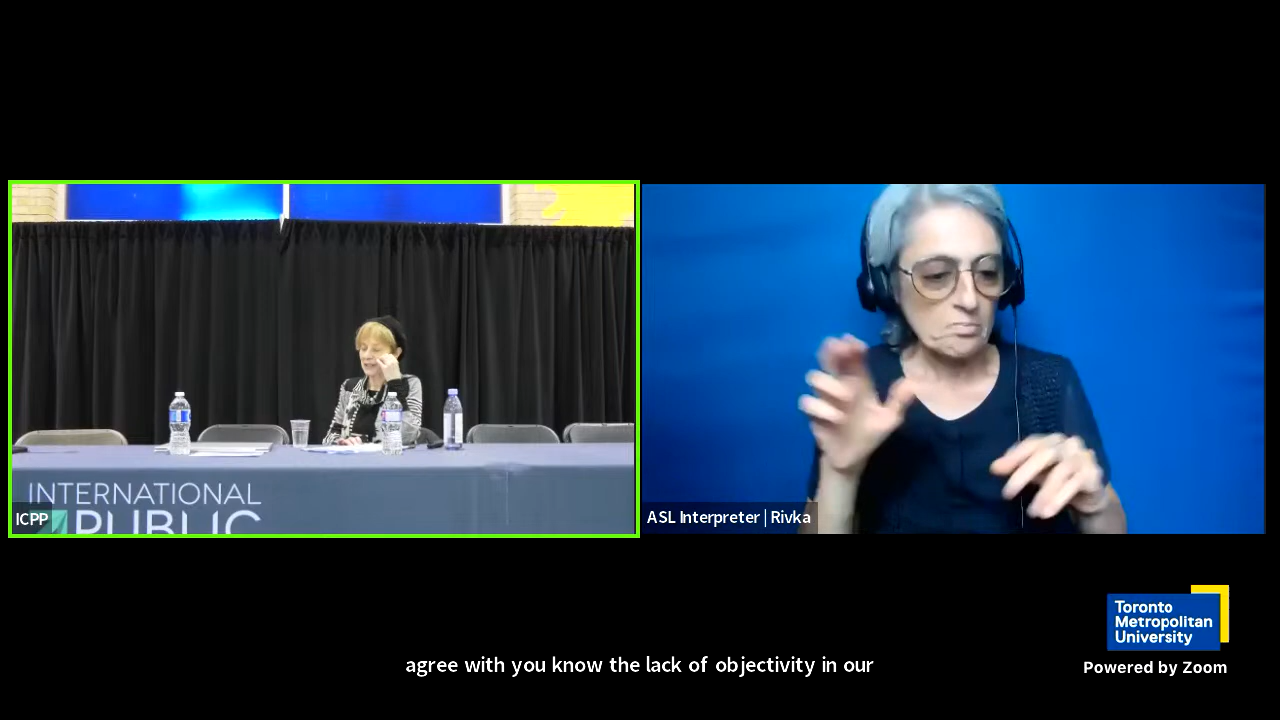 INTERNATIONAL
PUBLIC
ICPP
ASL Interpreter | Rivka
Toronto
Metropolitan
University
agree with you know the lack of objectivity in our
Powered by Zoom